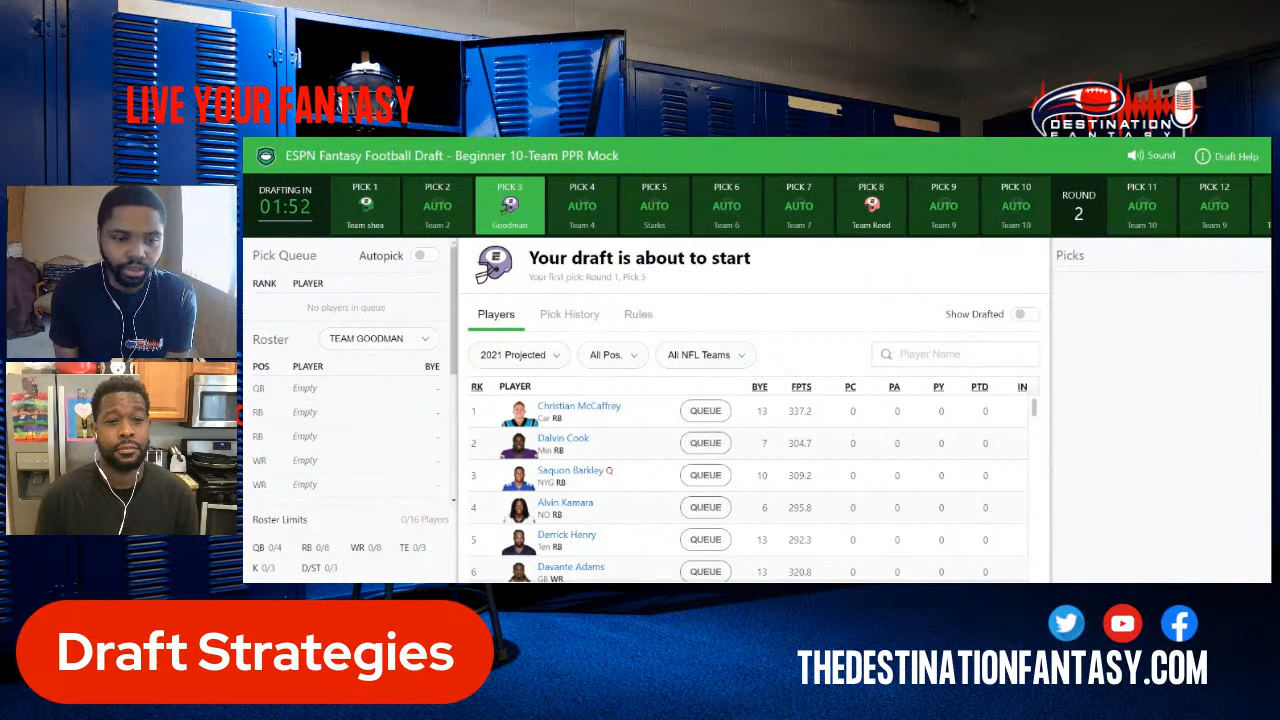 LIVE YOUR FANTASY
DESTINATION
FANTASY
ESPN Fantasy Football Draft - Beginner 10-Team PPR Mock
Sound
Draft Help
DRAFTING IN
01:52
PICK 1
Team shea
PICK 2
AUTO
Team 2
PICK 3
Goodman
PICK 4
AUTO
Team 4
PICK 5
AUTO
Starks
PICK 6
AUTO
Team 6
PICK 7
AUTO
Team 7
PICK 8
Team Reed
PICK 9
AUTO
Team 9
PICK 10
AUTO
Team 10
ROUND
2
PICK 11
AUTO
Team 10
PICK 12
AUTO
Team 9
Pick Queue
Autopick
RANK PLAYER
No players in queue
Roster
TEAM GOODMAN
POS PLAYER BYE
QB Empty -
RB Empty -
RB Empty -
WR Empty -
WR Empty -
Roster Limits 0/16 Players
QB 0/4 RB 0/8 WR 0/8 TE 0/3
K 0/3 D/ST 0/3
E
Your draft is about to start
Your first pick: Round 1, Pick 3
Players Pick History Rules
Show Drafted
2021 Projected All Pos. All NFL Teams
Player Name
RK PLAYER BYE FPTS PC PA PY PTD IN
1 Christian McCaffrey QUEUE 13 337.2 0 0 0 0
Car RB
2 Dalvin Cook QUEUE 7 304.7 0 0 0 0
Min RB
3 Saquon Barkley Q QUEUE 10 309.2 0 0 0 0
NYG RB
4 Alvin Kamara QUEUE 6 295.8 0 0 0 0
NO RB
5 Derrick Henry QUEUE 13 292.3 0 0 0 0
Ten RB
6 Davante Adams QUEUE 13 320.8 0 0 0 0
GB WR
Picks
Draft Strategies
THEDESTINATIONFANTASY.COM